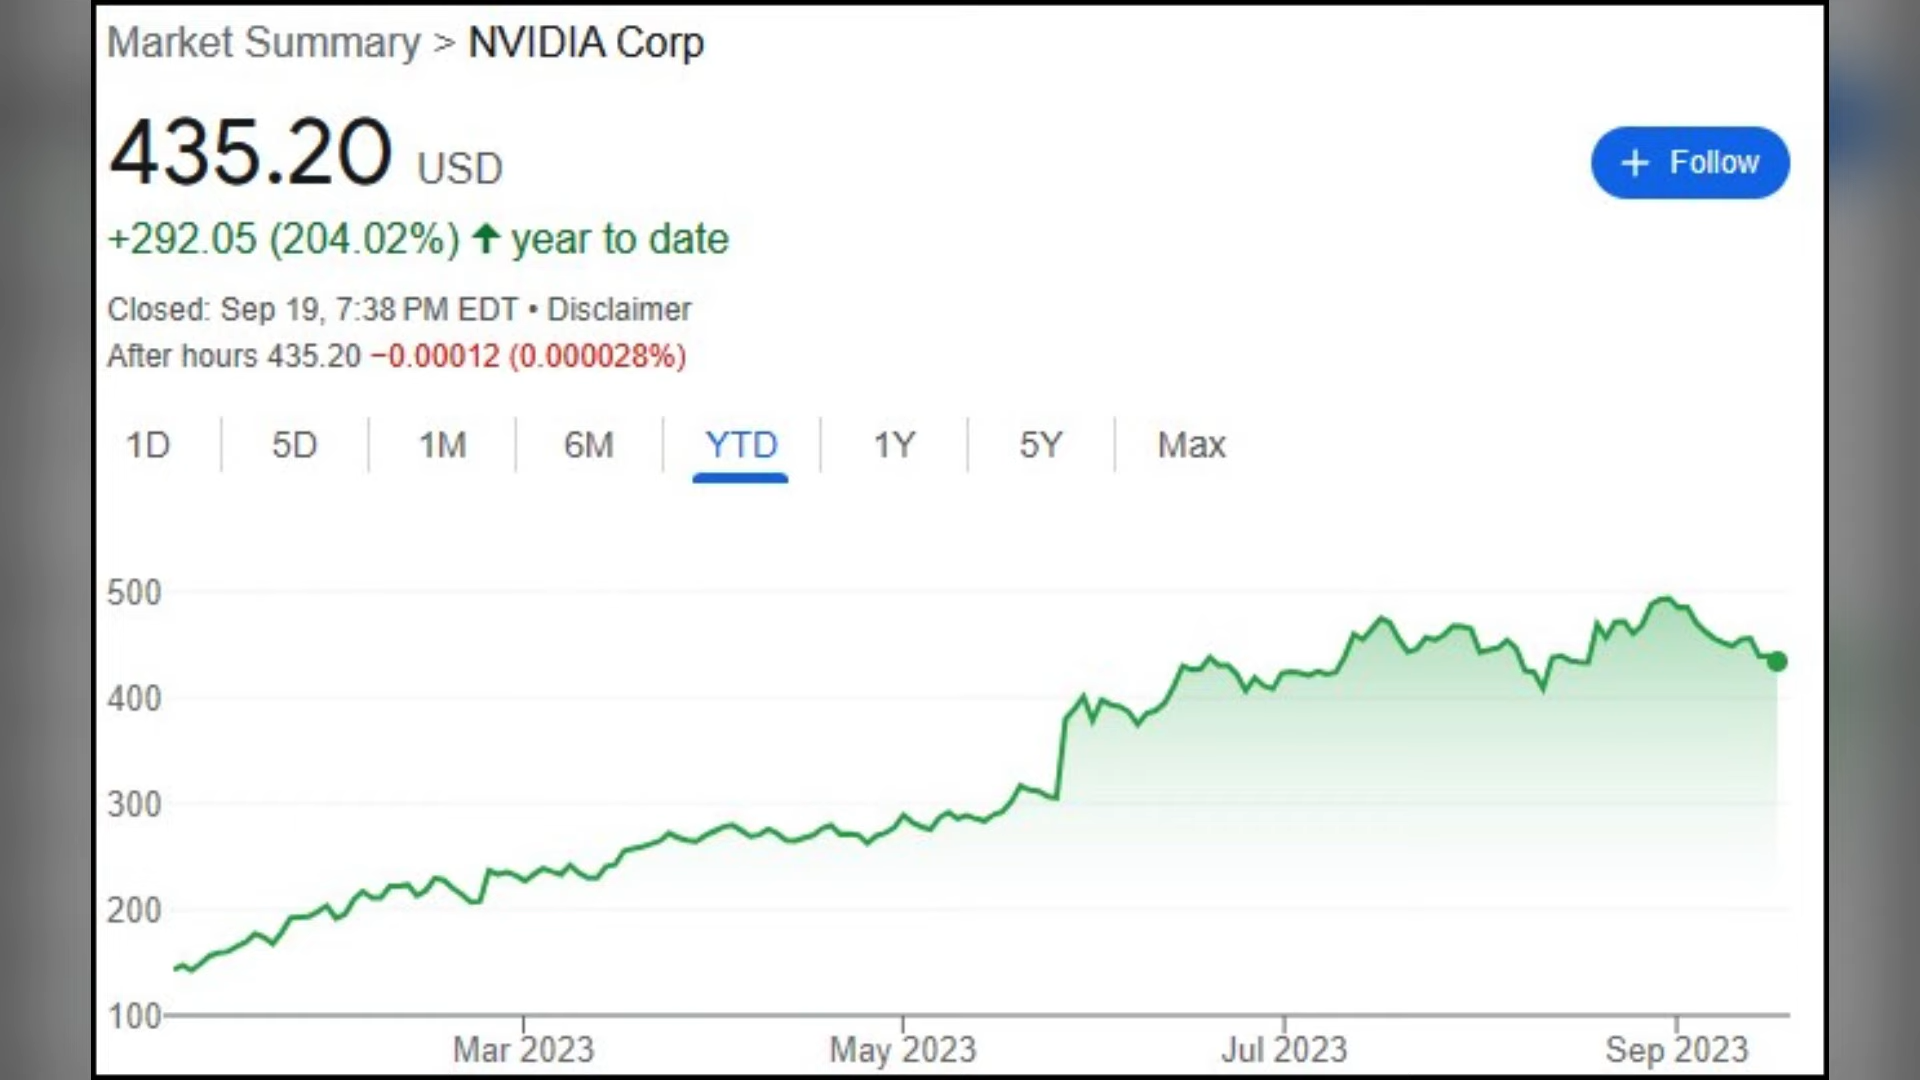 Market Summary > NVIDIA Corp
435.20 USD
+ Follow
+292.05 (204.02%) ↑ year to date
Closed: Sep 19, 7:38 PM EDT • Disclaimer
After hours 435.20 −0.00012 (0.000028%)
1D 5D 1M 6M YTD 1Y 5Y Max
500
400
300
200
100
Mar 2023 May 2023 Jul 2023 Sep 2023